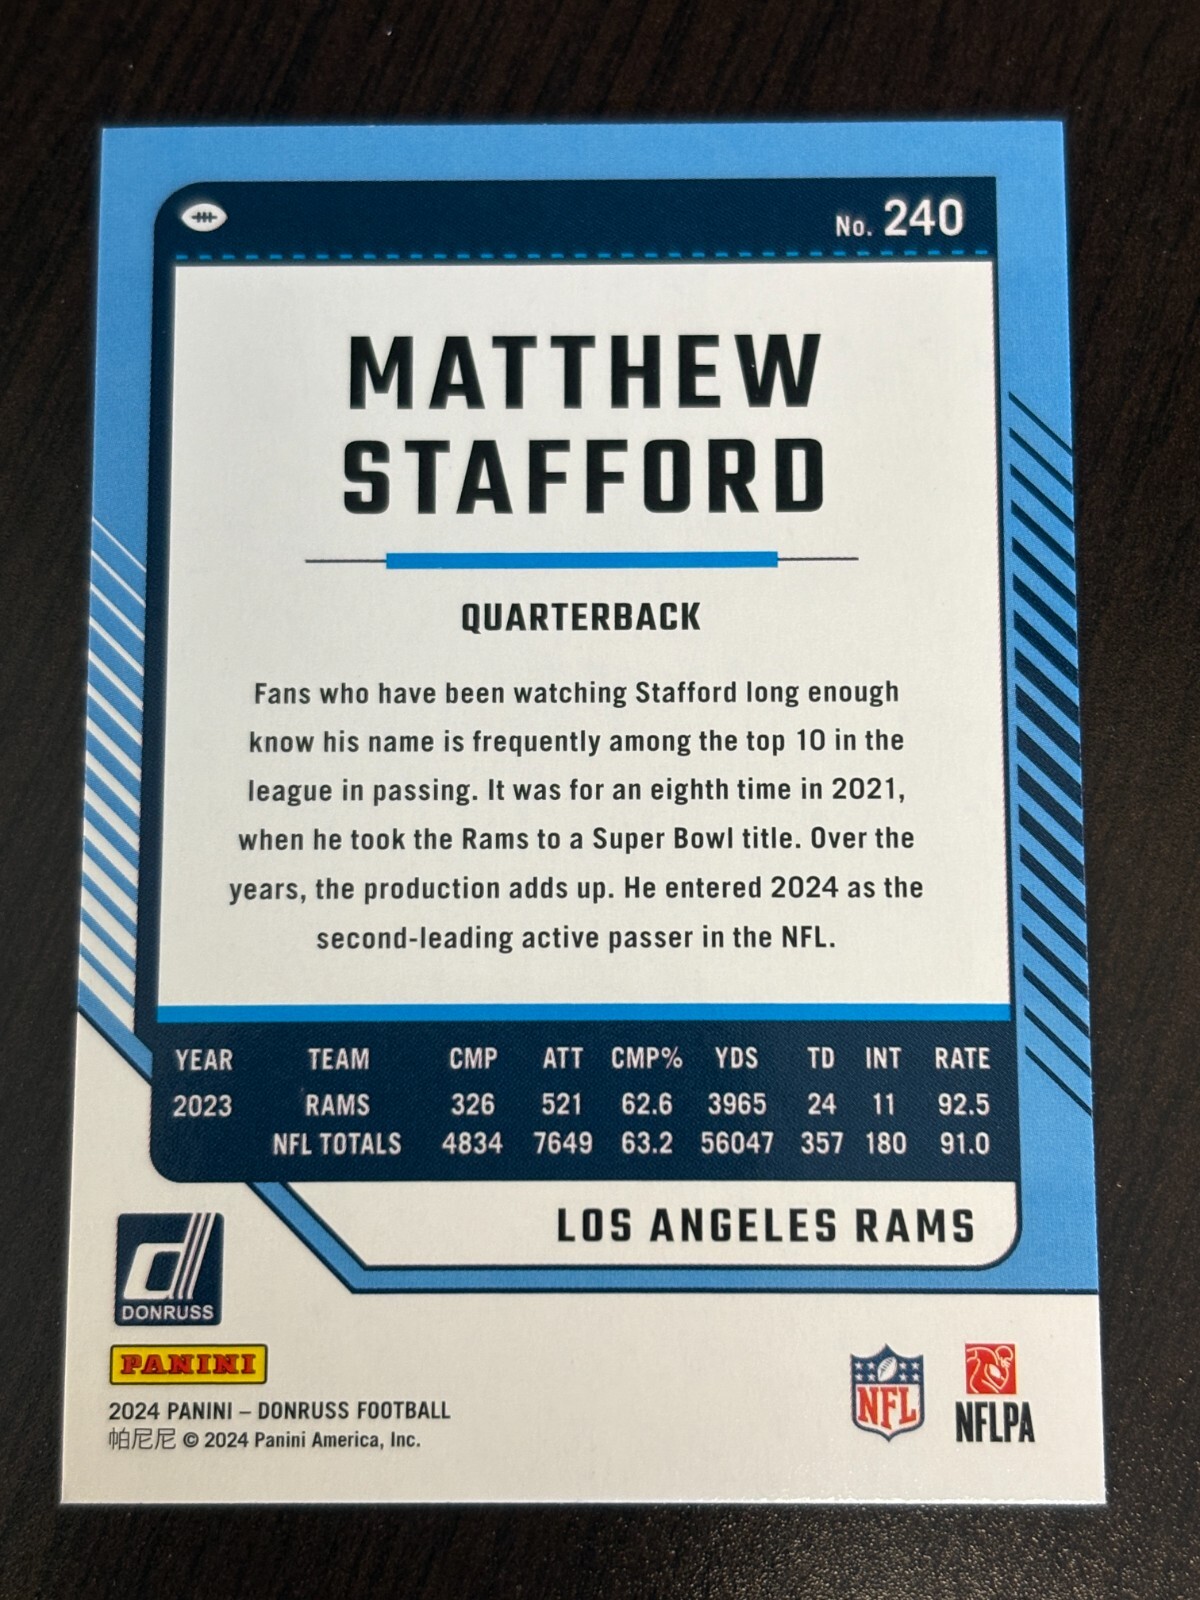 No. 240
MATTHEW
STAFFORD
QUARTERBACK
Fans who have been watching Stafford long enough
know his name is frequently among the top 10 in the
league in passing. It was for an eighth time in 2021,
when he took the Rams to a Super Bowl title. Over the
years, the production adds up. He entered 2024 as the
second-leading active passer in the NFL.
YEAR TEAM CMP ATT CMP% YDS TD INT RATE
2023 RAMS 326 521 62.6 3965 24 11 92.5
NFL TOTALS 4834 7649 63.2 56047 357 180 91.0
LOS ANGELES RAMS
d
DONRUSS
PANINI
2024 PANINI – DONRUSS FOOTBALL
帕尼尼 © 2024 Panini America, Inc.
NFL
NFLPA